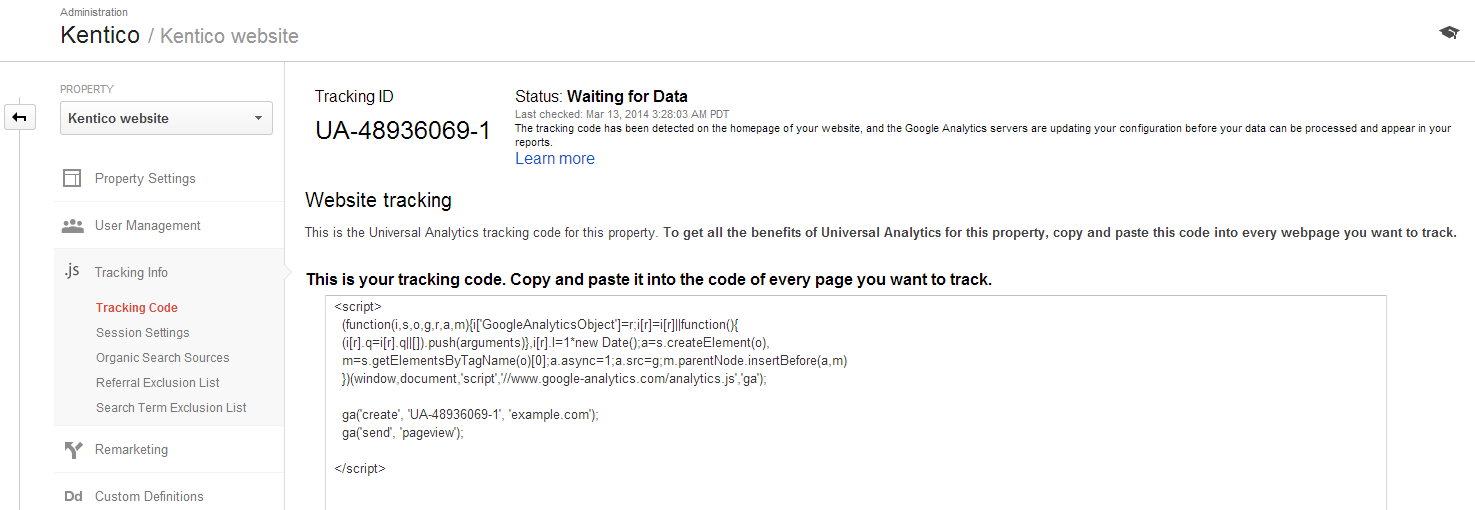 Administration
Kentico / Kentico website
PROPERTY
Kentico website
Property Settings
User Management
.js Tracking Info
Tracking Code
Session Settings
Organic Search Sources
Referral Exclusion List
Search Term Exclusion List
Remarketing
Dd Custom Definitions
Tracking ID
UA-48936069-1
Status: Waiting for Data
Last checked: Mar 13, 2014 3:28:03 AM PDT
The tracking code has been detected on the homepage of your website, and the Google Analytics servers are updating your configuration before your data can be processed and appear in your
reports.
Learn more
Website tracking
This is the Universal Analytics tracking code for this property. To get all the benefits of Universal Analytics for this property, copy and paste this code into every webpage you want to track.
This is your tracking code. Copy and paste it into the code of every page you want to track.
<script>
(function(i,s,o,g,r,a,m){i['GoogleAnalyticsObject']=r;i[r]=i[r]||function(){
(i[r].q=i[r].q||[]).push(arguments)},i[r].l=1*new Date();a=s.createElement(o),
m=s.getElementsByTagName(o)[0];a.async=1;a.src=g;m.parentNode.insertBefore(a,m)
})(window,document,'script','//www.google-analytics.com/analytics.js','ga');
ga('create', 'UA-48936069-1', 'example.com');
ga('send', 'pageview');
</script>